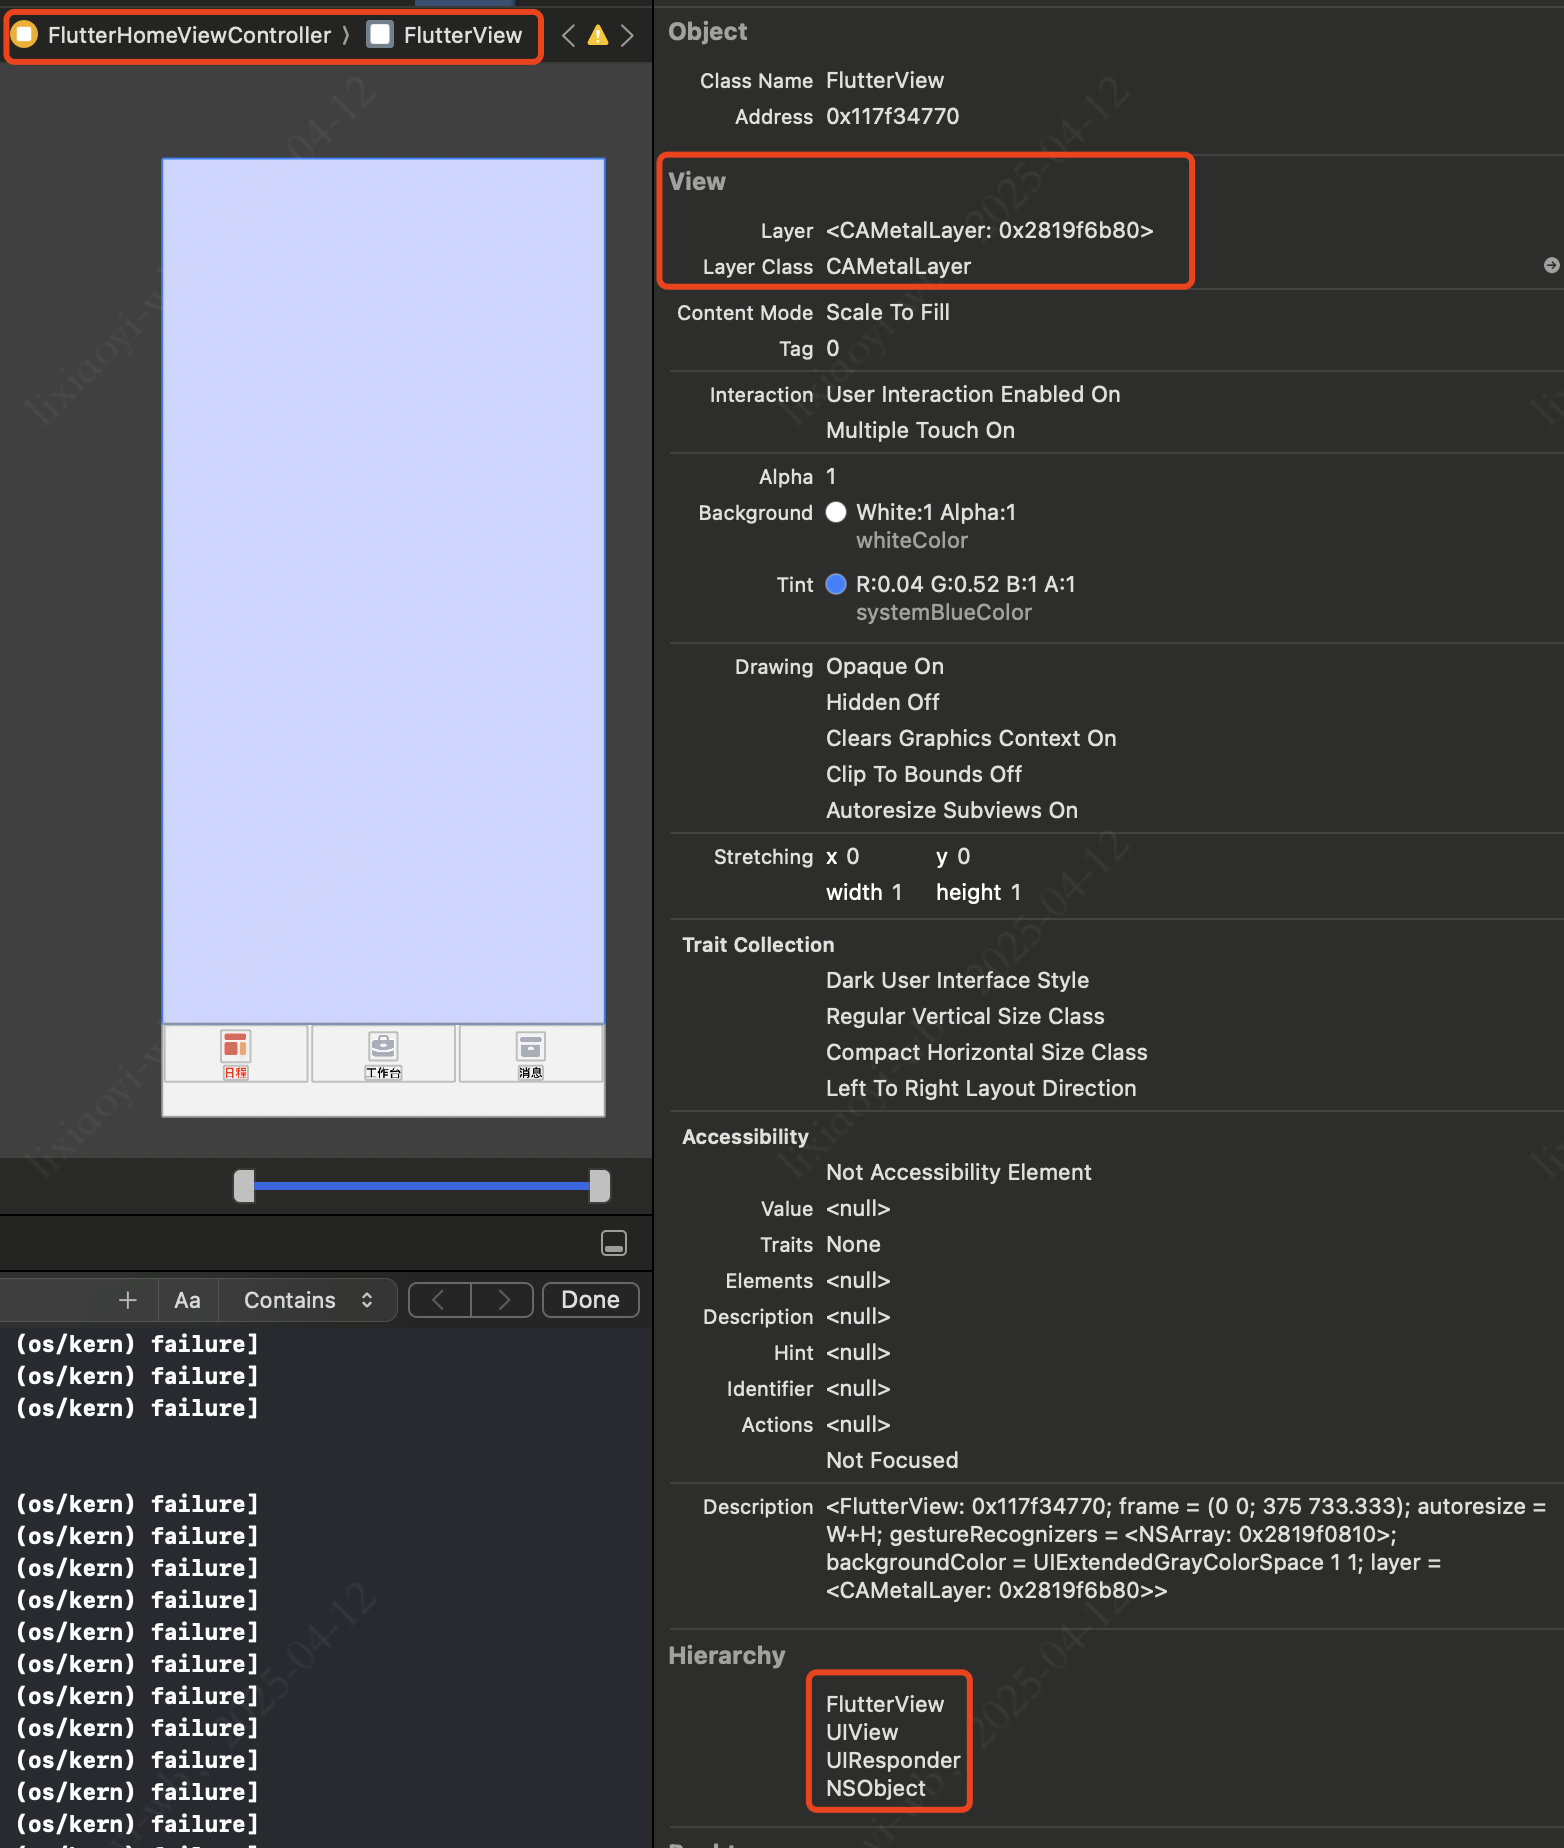 FlutterHomeViewController 〉 FlutterView
日程
工作台
消息
+ Aa Contains Done
(os/kern) failure]
(os/kern) failure]
(os/kern) failure]
(os/kern) failure]
(os/kern) failure]
(os/kern) failure]
(os/kern) failure]
(os/kern) failure]
(os/kern) failure]
(os/kern) failure]
(os/kern) failure]
(os/kern) failure]
(os/kern) failure]
(os/kern) failure]
Object
Class Name FlutterView
Address 0x117f34770
View
Layer <CAMetalLayer: 0x2819f6b80>
Layer Class CAMetalLayer
Content Mode Scale To Fill
Tag 0
Interaction User Interaction Enabled On
Multiple Touch On
Alpha 1
Background White:1 Alpha:1
whiteColor
Tint R:0.04 G:0.52 B:1 A:1
systemBlueColor
Drawing Opaque On
Hidden Off
Clears Graphics Context On
Clip To Bounds Off
Autoresize Subviews On
Stretching x 0 y 0
width 1 height 1
Trait Collection
Dark User Interface Style
Regular Vertical Size Class
Compact Horizontal Size Class
Left To Right Layout Direction
Accessibility
Not Accessibility Element
Value <null>
Traits None
Elements <null>
Description <null>
Hint <null>
Identifier <null>
Actions <null>
Not Focused
Description <FlutterView: 0x117f34770; frame = (0 0; 375 733.333); autoresize =
W+H; gestureRecognizers = <NSArray: 0x2819f0810>;
backgroundColor = UIExtendedGrayColorSpace 1 1; layer =
<CAMetalLayer: 0x2819f6b80>>
Hierarchy
FlutterView
UIView
UIResponder
NSObject